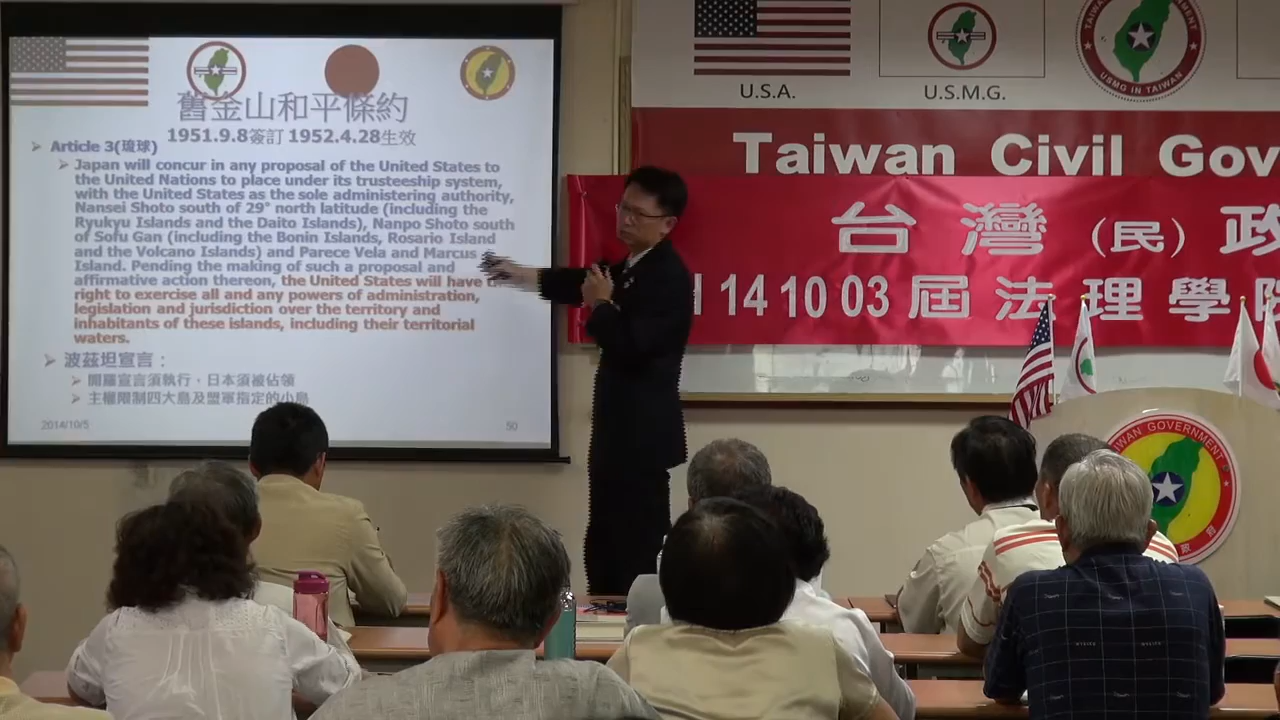 舊金山和平條約
1951.9.8簽訂 1952.4.28生效
Article 3(琉球)
Japan will concur in any proposal of the United States to
the United Nations to place under its trusteeship system,
with the United States as the sole administering authority,
Nansei Shoto south of 29° north latitude (including the
Ryukyu Islands and the Daito Islands), Nanpo Shoto south
of Sofu Gan (including the Bonin Islands, Rosario Island
and the Volcano Islands) and Parece Vela and Marcus
Island. Pending the making of such a proposal and
affirmative action thereon, the United States will have
right to exercise all and any powers of administration,
legislation and jurisdiction over the territory and
inhabitants of these islands, including their territorial
waters.
波茲坦宣言：
開羅宣言須執行，日本須被佔領
主權限制四大島及盟軍指定的小島
2014/10/5
50
U.S.A.
U.S.M.G.
USMG IN TAIWAN
Taiwan Civil Gov
台灣（民）政
14 10 03 屆法理學院
WAN GOVERNMENT
政府